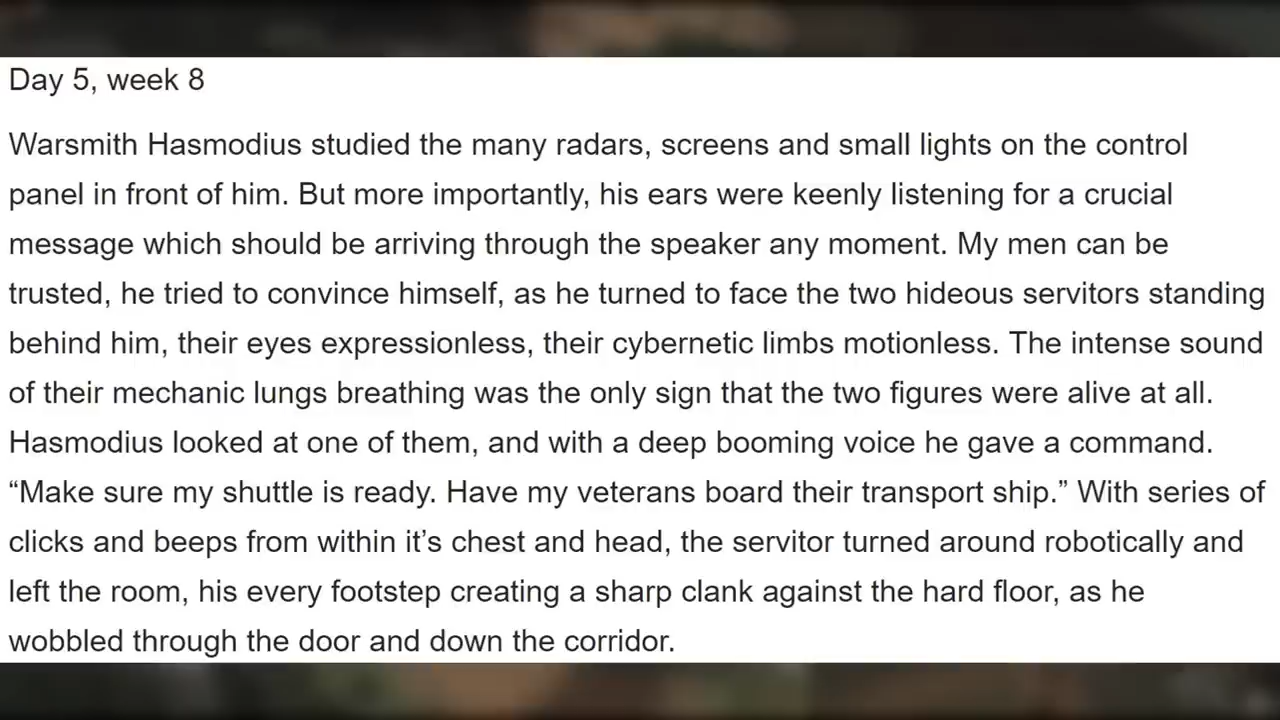 Day 5, week 8
Warsmith Hasmodius studied the many radars, screens and small lights on the control
panel in front of him. But more importantly, his ears were keenly listening for a crucial
message which should be arriving through the speaker any moment. My men can be
trusted, he tried to convince himself, as he turned to face the two hideous servitors standing
behind him, their eyes expressionless, their cybernetic limbs motionless. The intense sound
of their mechanic lungs breathing was the only sign that the two figures were alive at all.
Hasmodius looked at one of them, and with a deep booming voice he gave a command.
“Make sure my shuttle is ready. Have my veterans board their transport ship.” With series of
clicks and beeps from within it’s chest and head, the servitor turned around robotically and
left the room, his every footstep creating a sharp clank against the hard floor, as he
wobbled through the door and down the corridor.